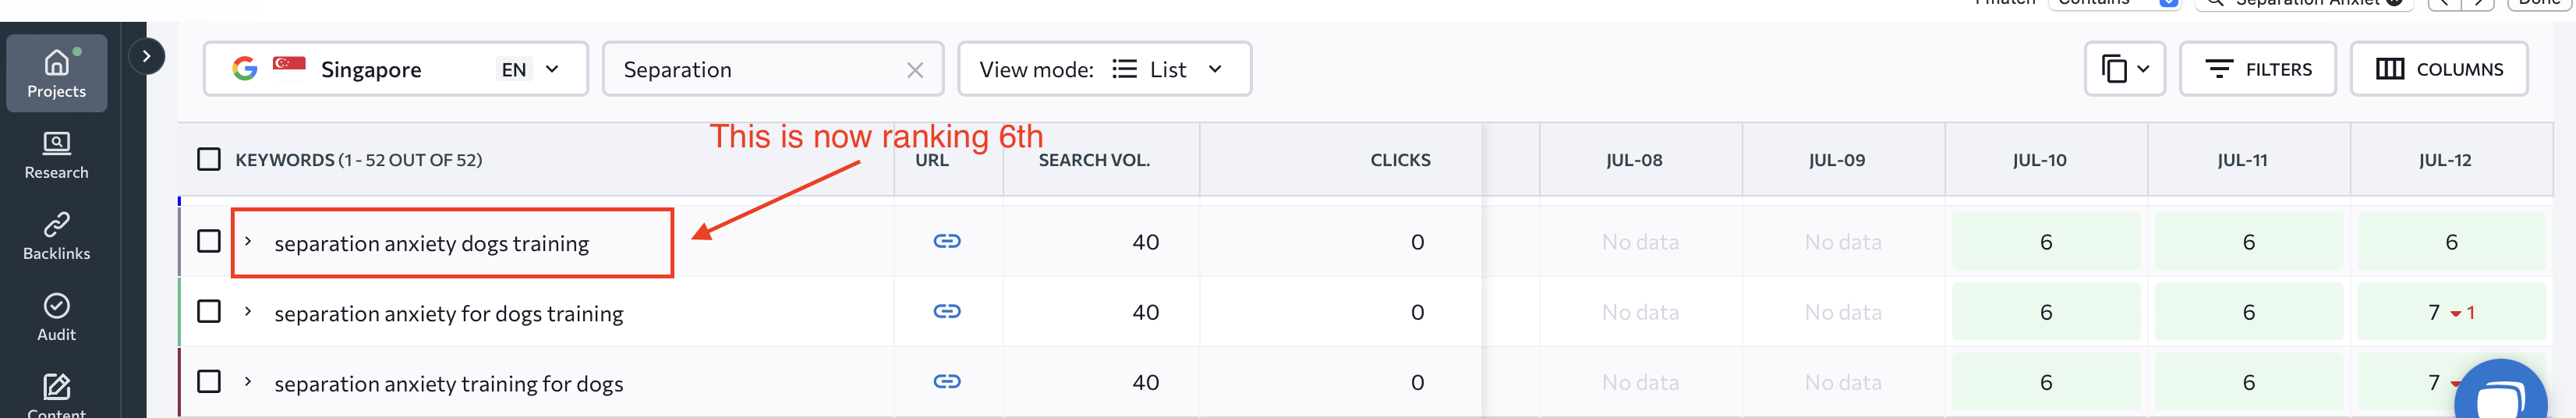 Contains
Separation Anxiet
Done
Projects
Singapore EN
Separation
View mode: List
FILTERS
COLUMNS
This is now ranking 6th
KEYWORDS (1 - 52 OUT OF 52) URL SEARCH VOL. CLICKS JUL-08 JUL-09 JUL-10 JUL-11 JUL-12
Research
separation anxiety dogs training 40 0 No data No data 6 6 6
Backlinks
separation anxiety for dogs training 40 0 No data No data 6 6 7 1
Audit
separation anxiety training for dogs 40 0 No data No data 6 6 7
Content